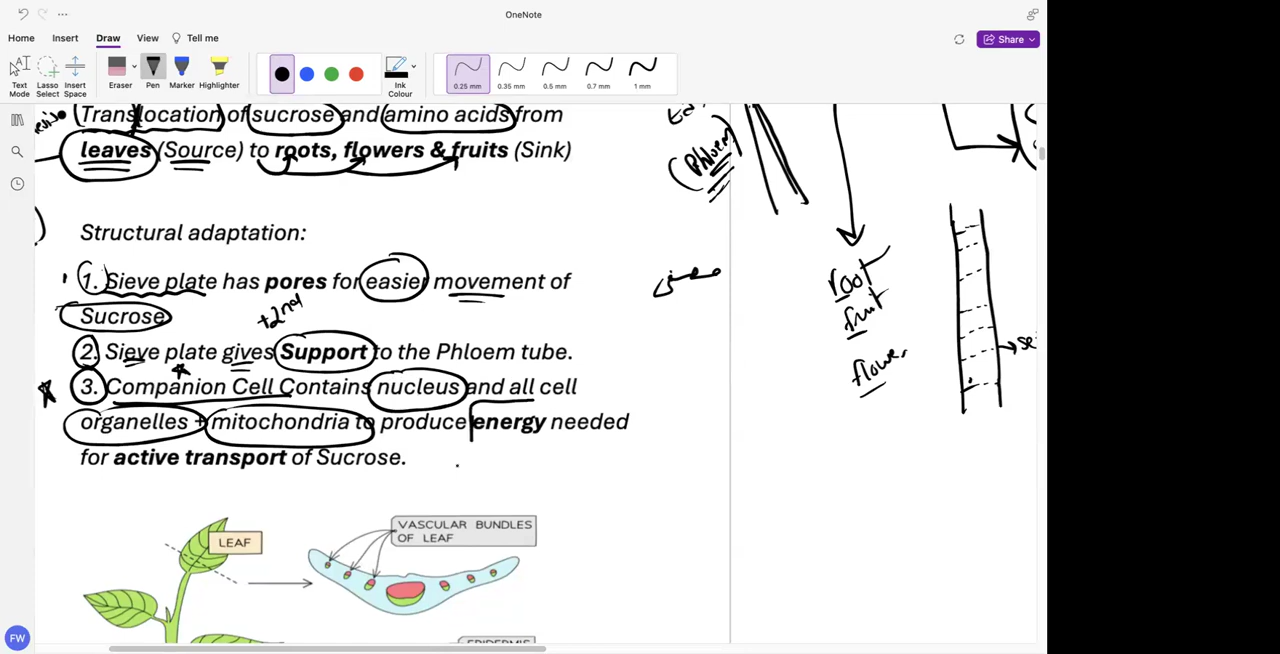 OneNote
Home Insert Draw View Tell me
Share
Text Mode
Lasso Select
Insert Space
Eraser
Pen
Marker
Highlighter
Ink Colour
0.25 mm
0.35 mm
0.5 mm
0.7 mm
1 mm
Translocation of sucrose and amino acids from
leaves (Source) to roots, flowers & fruits (Sink)
(Phloem)
Structural adaptation:
1. Sieve plate has pores for easier movement of
Sucrose
+2nd
2. Sieve plate gives Support to the Phloem tube.
3. Companion Cell Contains nucleus and all cell
organelles + mitochondria to produce energy needed
for active transport of Sucrose.
root
fruit
flower
se
LEAF
VASCULAR BUNDLES
OF LEAF
EPIDERMIS
FW